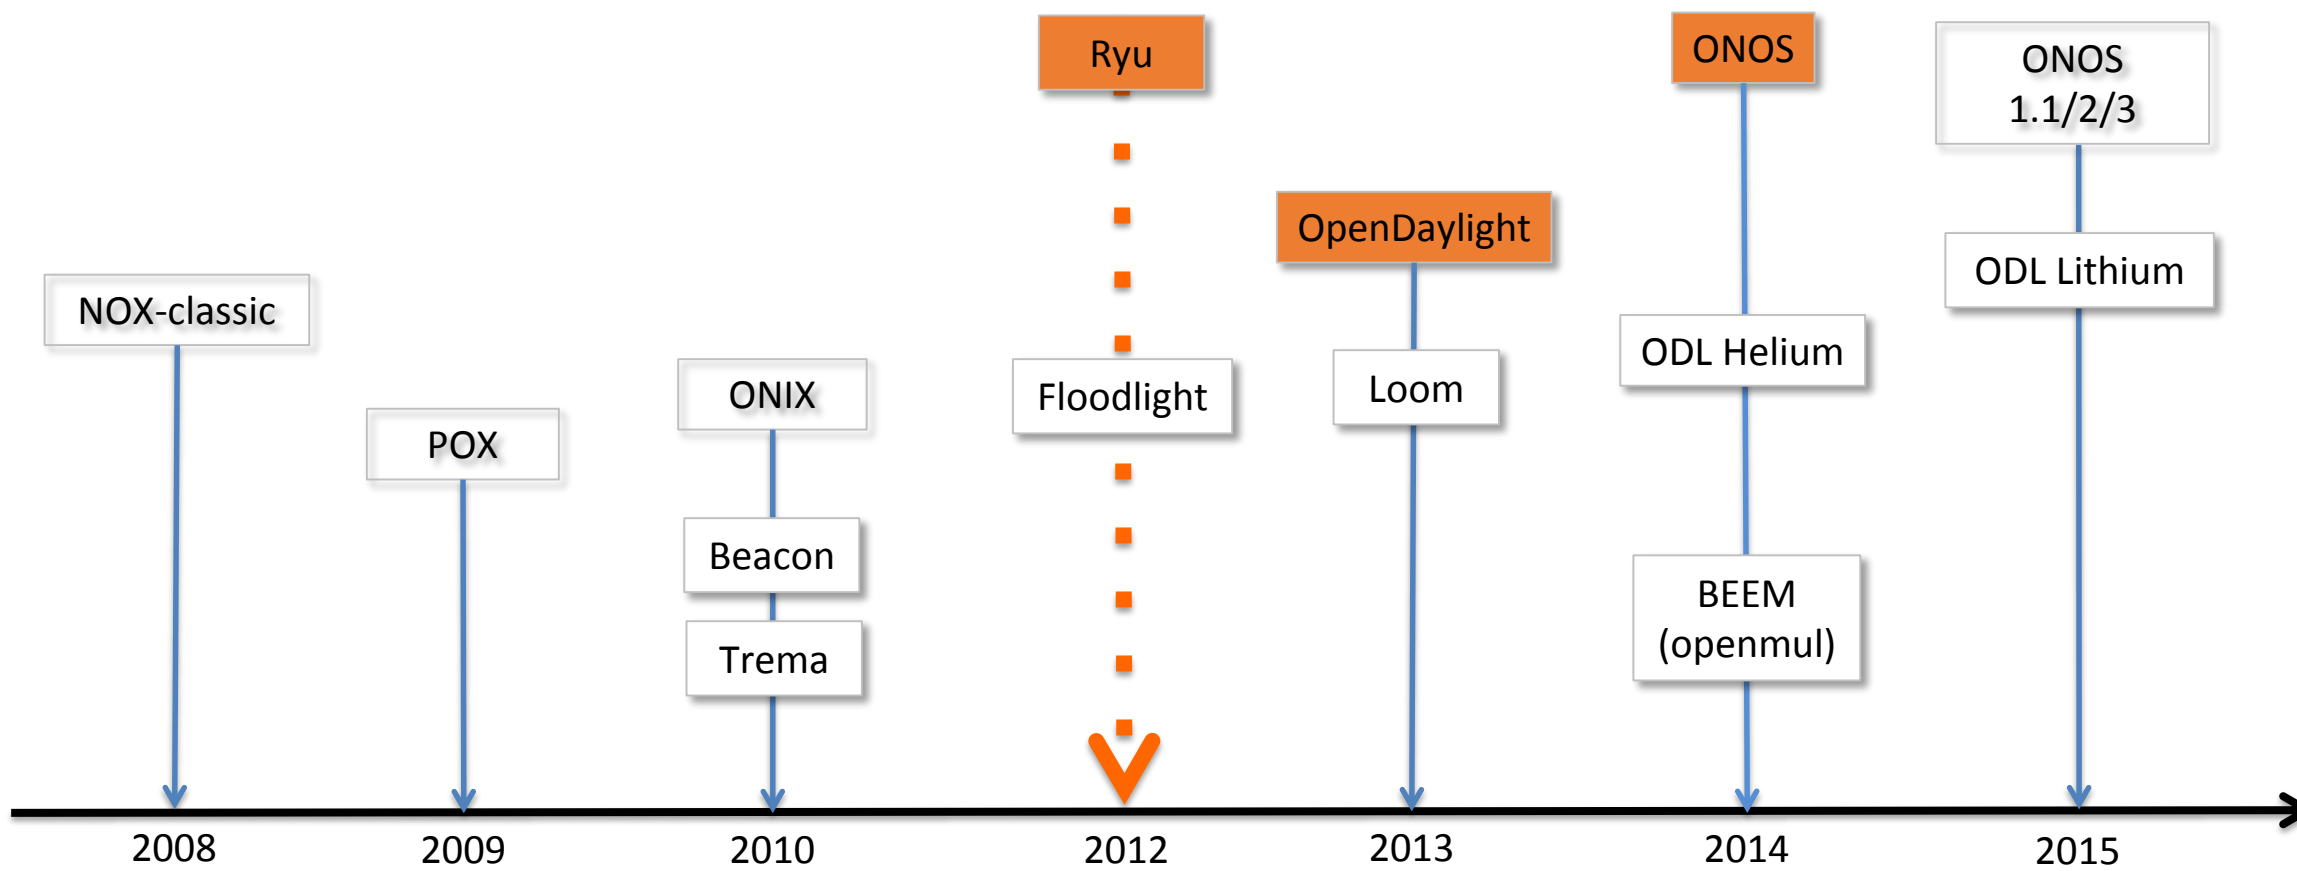 NOX-classic
POX
ONIX
Beacon
Trema
Ryu
Floodlight
OpenDaylight
Loom
ONOS
ODL Helium
BEEM
(openmul)
ONOS
1.1/2/3
ODL Lithium
2008
2009
2010
2012
2013
2014
2015